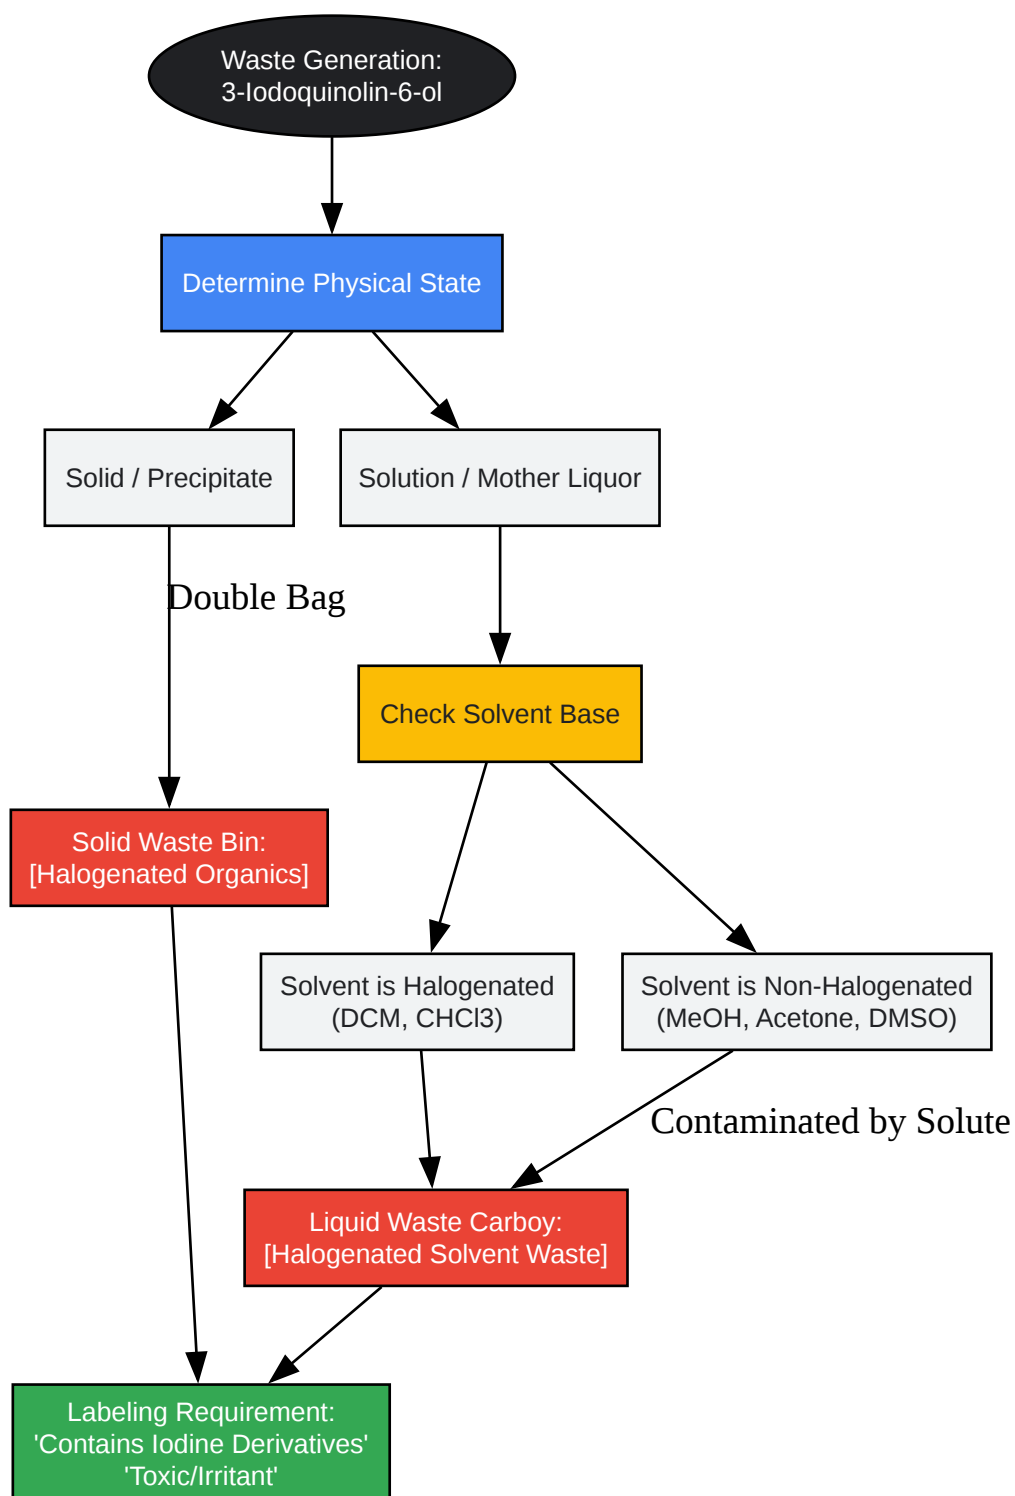 Waste Generation:
3-Iodoquinolin-6-ol
Determine Physical State
Solid / Precipitate
Solution / Mother Liquor
Double Bag
Check Solvent Base
Solid Waste Bin:
[Halogenated Organics]
Solvent is Halogenated
(DCM, CHCl3)
Solvent is Non-Halogenated
(MeOH, Acetone, DMSO)
Contaminated by Solute
Liquid Waste Carboy:
[Halogenated Solvent Waste]
Labeling Requirement:
'Contains Iodine Derivatives'
'Toxic/Irritant'